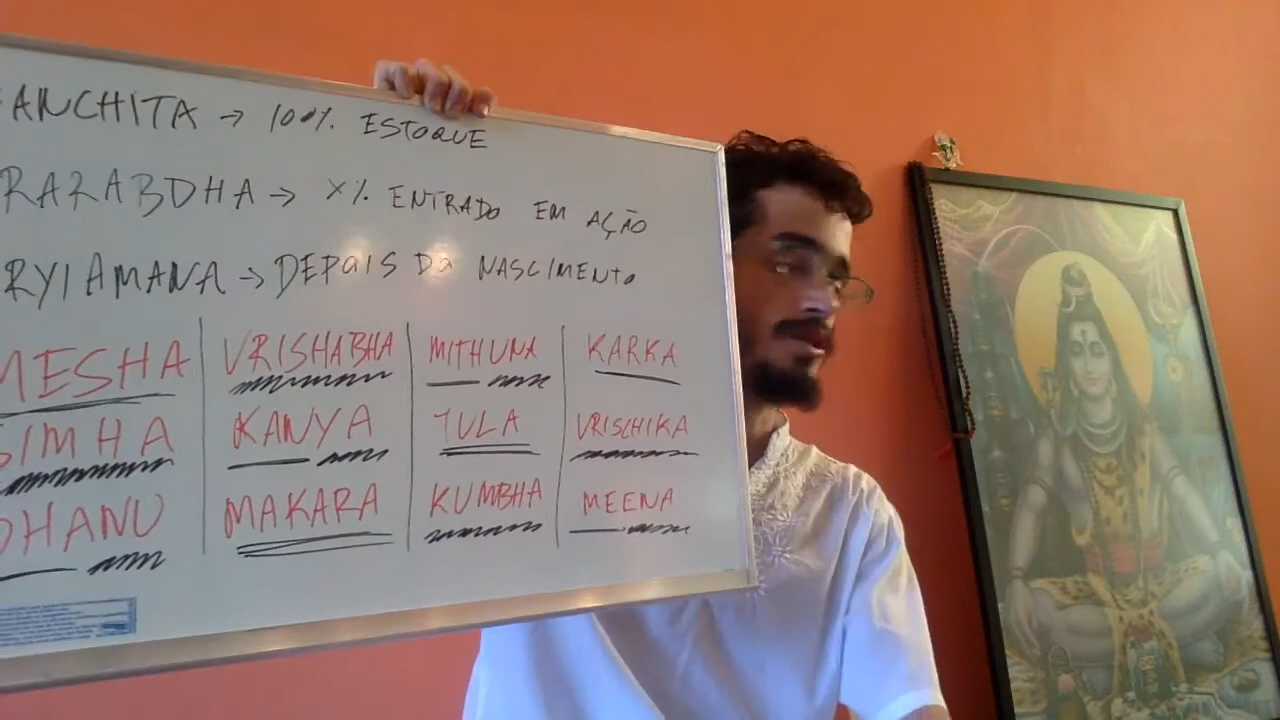 SANCHITA → 100% ESTOQUE
RARABDHA → X% ENTRADO EM AÇÃO
RYIAMANA → DEPOIS DO NASCIMENTO
MESHA VRISHABHA MITHUNA KARKA
SIMHA KANYA TULA VRISCHIKA
DHANU MAKARA KUMBHA MEENA